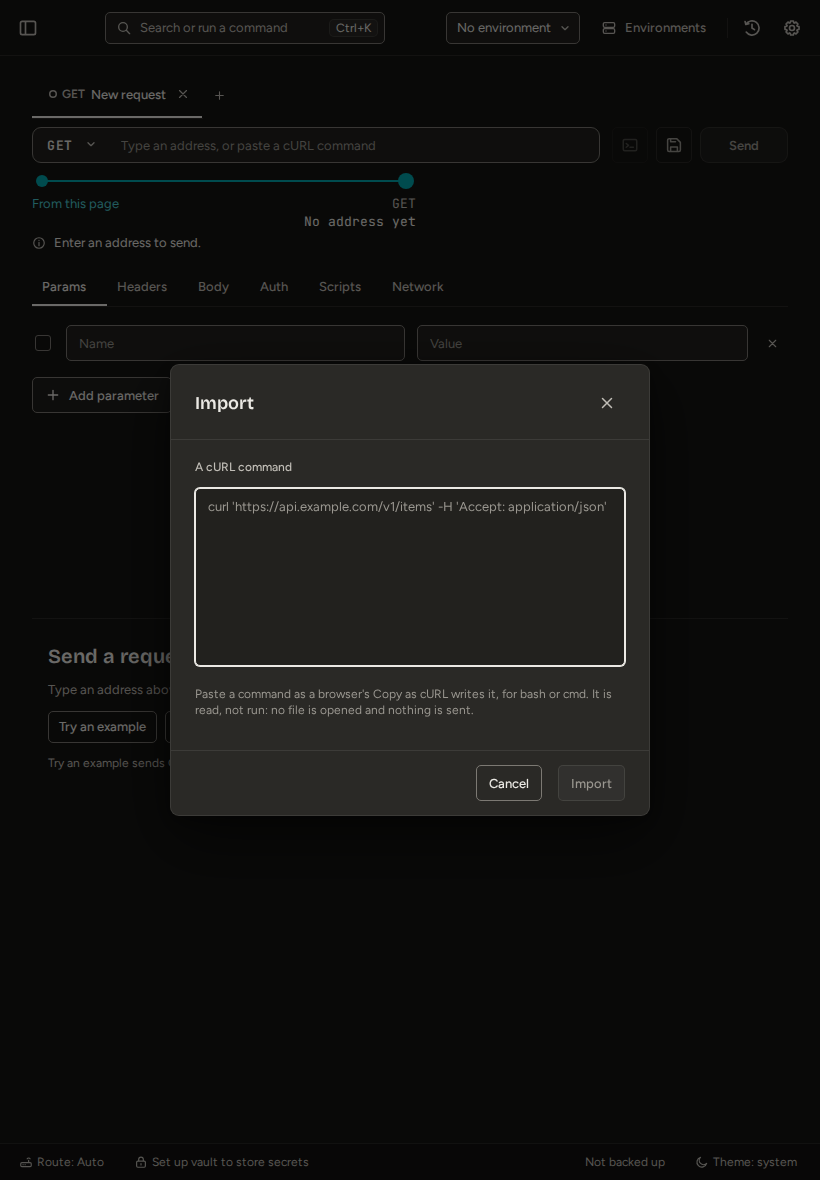 Search or run a command Ctrl+K No environment Environments
GET New request
GET Type an address, or paste a cURL command Send
From this page GET
No address yet
Enter an address to send.
Params Headers Body Auth Scripts Network
Name Value
Add parameter
Import
A cURL command
curl 'https://api.example.com/v1/items' -H 'Accept: application/json'
Send a reque
Type an address abo
Paste a command as a browser's Copy as cURL writes it, for bash or cmd. It is
read, not run: no file is opened and nothing is sent.
Try an example
Try an example sends
Cancel Import
Route: Auto Set up vault to store secrets Not backed up Theme: system